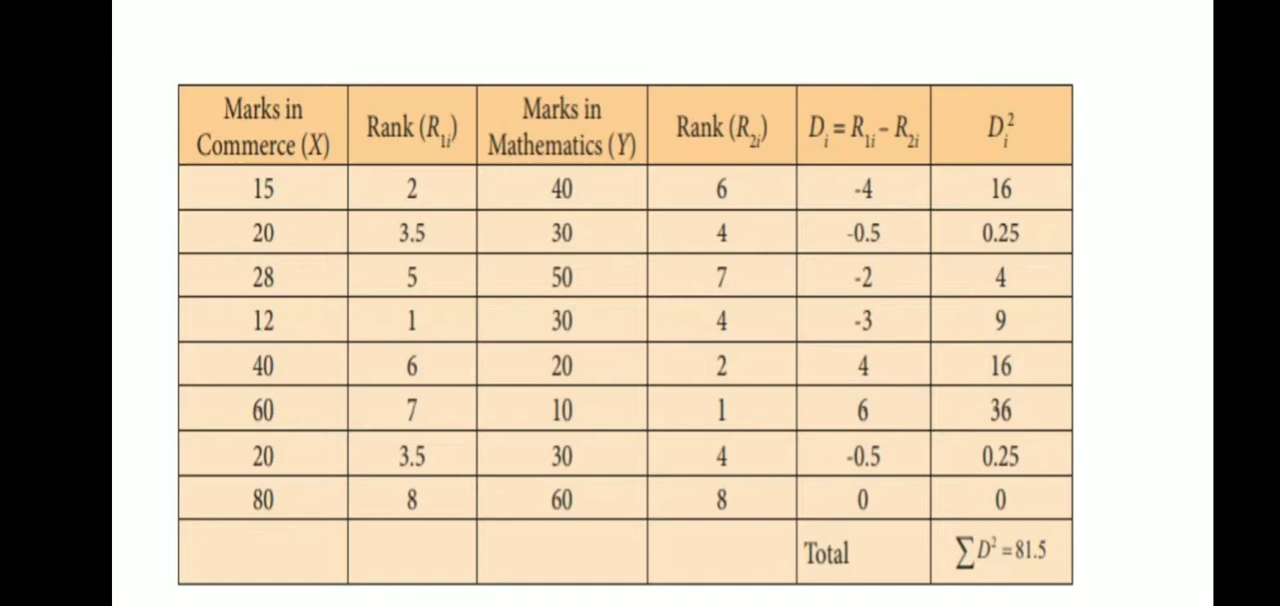 Marks in Commerce (X) Rank (R₁ᵢ) Marks in Mathematics (Y) Rank (R₂ᵢ) Dᵢ = R₁ᵢ – R₂ᵢ Dᵢ²
15 2 40 6 -4 16
20 3.5 30 4 -0.5 0.25
28 5 50 7 -2 4
12 1 30 4 -3 9
40 6 20 2 4 16
60 7 10 1 6 36
20 3.5 30 4 -0.5 0.25
80 8 60 8 0 0
Total ∑D² = 81.5